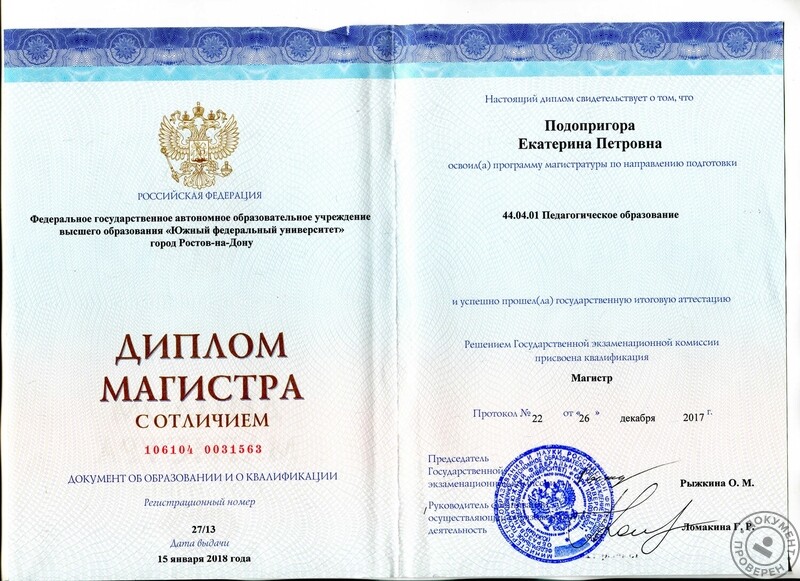 РОССИЙСКАЯ ФЕДЕРАЦИЯ
Федеральное государственное автономное образовательное учреждение
высшего образования «Южный федеральный университет»
город Ростов-на-Дону
ДИПЛОМ
МАГИСТРА
С ОТЛИЧИЕМ
106104 0031563
ДОКУМЕНТ ОБ ОБРАЗОВАНИИ И О КВАЛИФИКАЦИИ
Регистрационный номер
27/13
Дата выдачи
15 января 2018 года
Настоящий диплом свидетельствует о том, что
Подопригора
Екатерина Петровна
освоил(а) программу магистратуры по направлению подготовки
44.04.01 Педагогическое образование
и успешно прошел(ла) государственную итоговую аттестацию
Решением Государственной экзаменационной комиссии
присвоена квалификация
Магистр
Протокол № 22 от «26 » декабря 2017 г.
Председатель
Государственной
экзаменационной
Рыжкина О. М.
Руководитель
осуществляющей
деятельность
Ломакина Г. Р.
ДОКУМЕНТ
ПРОВЕРЕН